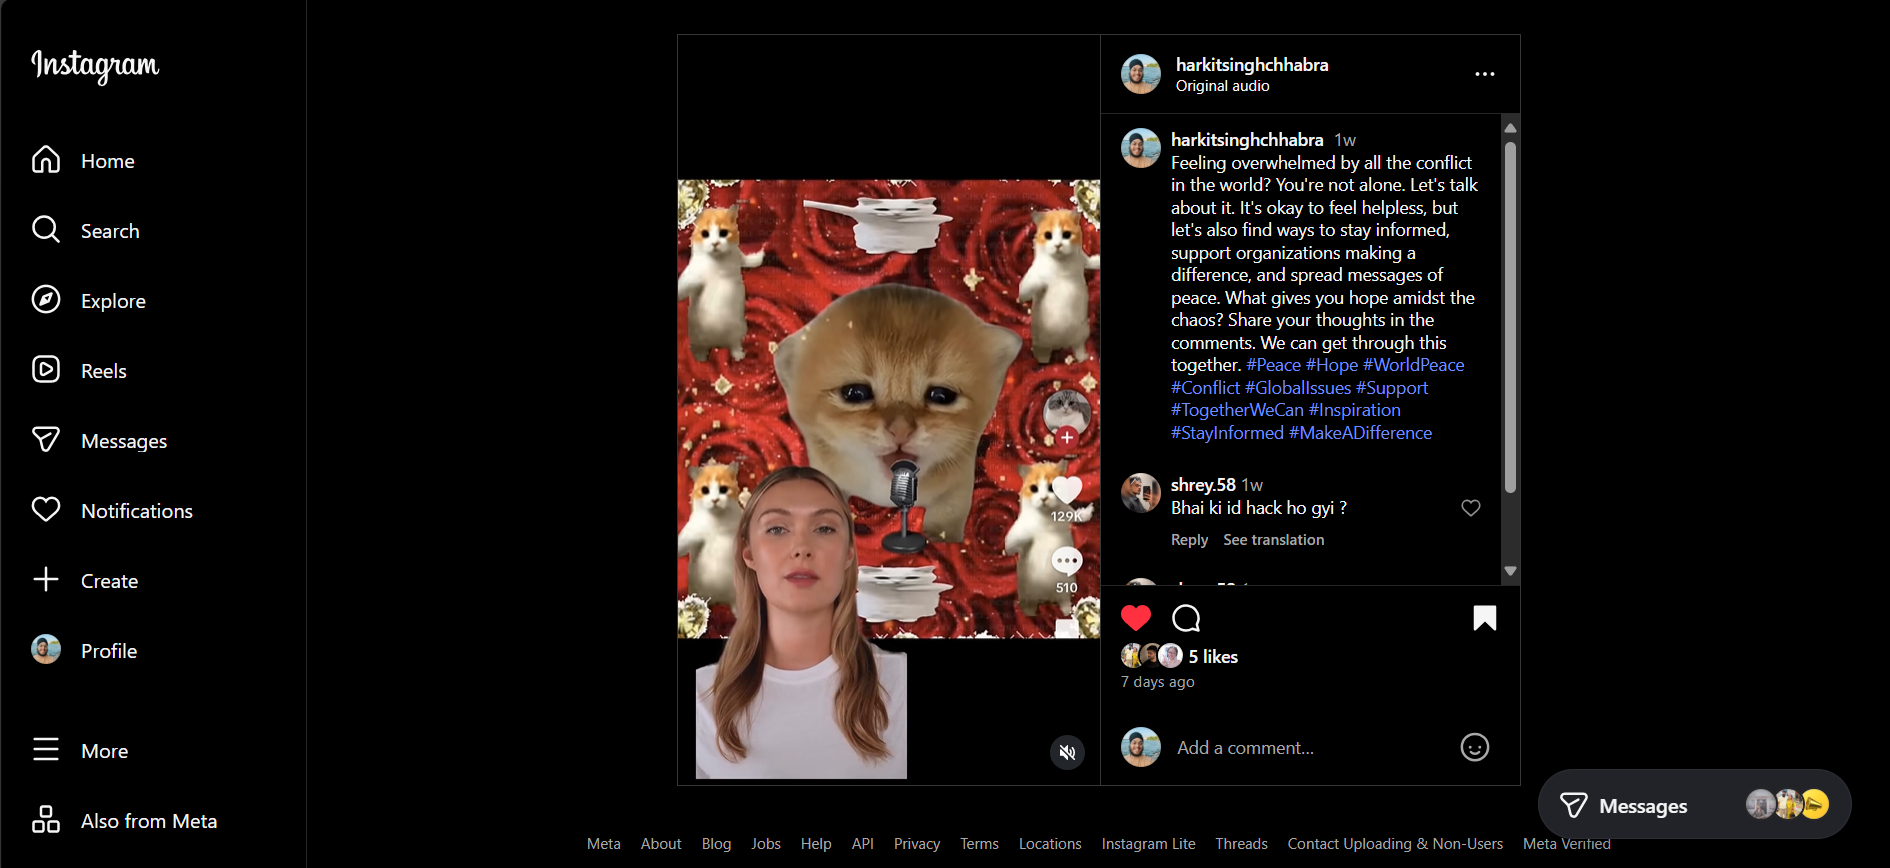 Instagram
Home
Search
Explore
Reels
Messages
Notifications
Create
Profile
More
Also from Meta
129K
510
harkitsinghchhabra
Original audio
harkitsinghchhabra 1w
Feeling overwhelmed by all the conflict
in the world? You're not alone. Let's talk
about it. It's okay to feel helpless, but
let's also find ways to stay informed,
support organizations making a
difference, and spread messages of
peace. What gives you hope amidst the
chaos? Share your thoughts in the
comments. We can get through this
together. #Peace #Hope #WorldPeace
#Conflict #GlobalIssues #Support
#TogetherWeCan #Inspiration
#StayInformed #MakeADifference
shrey.58 1w
Bhai ki id hack ho gyi ?
Reply See translation
5 likes
7 days ago
Add a comment...
Messages
Meta About Blog Jobs Help API Privacy Terms Locations Instagram Lite Threads Contact Uploading & Non-Users Meta Verified